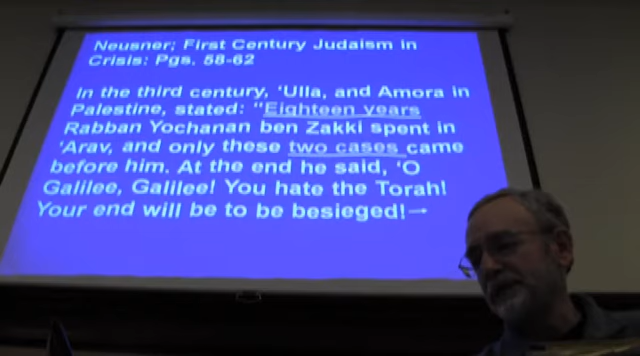 Neusner; First Century Judaism in
Crisis: Pgs. 58-62
In the third century, 'Ulla, and Amora in
Palestine, stated: "Eighteen years
Rabban Yochanan ben Zakki spent in
'Arav, and only these two cases came
before him. At the end he said, 'O
Galilee, Galilee! You hate the Torah!
Your end will be to be besieged!→